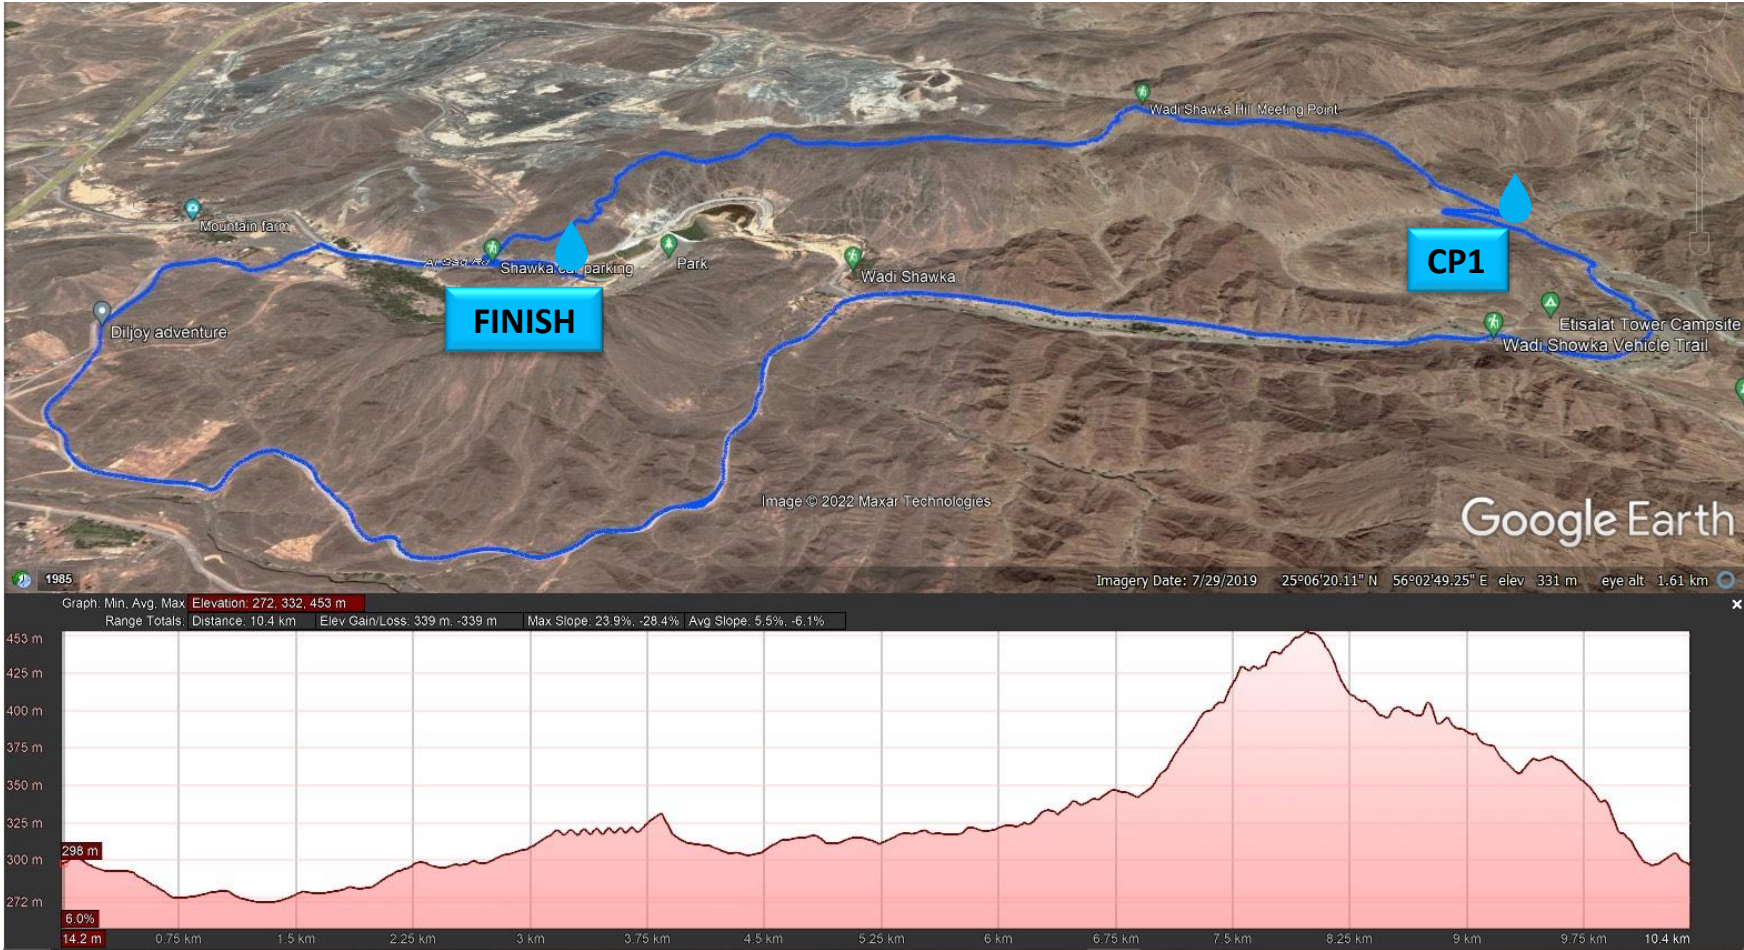 Wadi Shawka Hill Meeting Point
Mountain farm
Shawka car parking
Park
Wadi Shawka
CP1
FINISH
Diljoy adventure
Etisalat Tower Campsite
Wadi Showka Vehicle Trail
Image © 2022 Maxar Technologies
Google Earth
1985
Imagery Date: 7/29/2019 25°06'20.11" N 56°02'49.25" E elev 331 m eye alt 1.61 km
Graph: Min, Avg, Max Elevation: 272, 332, 453 m
Range Totals: Distance: 10.4 km Elev Gain/Loss: 339 m, -339 m Max Slope: 23.9%, -28.4% Avg Slope: 5.5%, -6.1%
453 m
425 m
400 m
375 m
350 m
325 m
300 m
298 m
272 m
6.0%
14.2 m 0.75 km 1.5 km 2.25 km 3 km 3.75 km 4.5 km 5.25 km 6 km 6.75 km 7.5 km 8.25 km 9 km 9.75 km 10.4 km